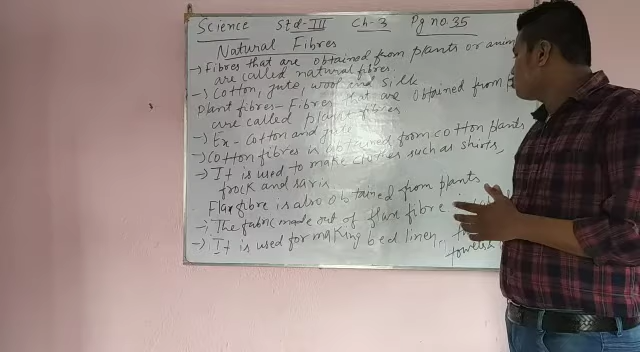 Science Std-III Ch-3 Pg no. 35
Natural Fibres
→ Fibres that are obtained from plants or anim
are called natural fibres
→ Cotton, jute, wool and silk
Plant fibres - Fibres that are obtained from
are called plant fibres
→ Ex - Cotton and jute
→ Cotton fibres is obtained from cotton plants
→ It is used to make clothes such as shirts,
frock and saris
Flax fibre is also obtained from plants
→ The fabric made out of flax fibre
→ It is used for making bed linen,
towels